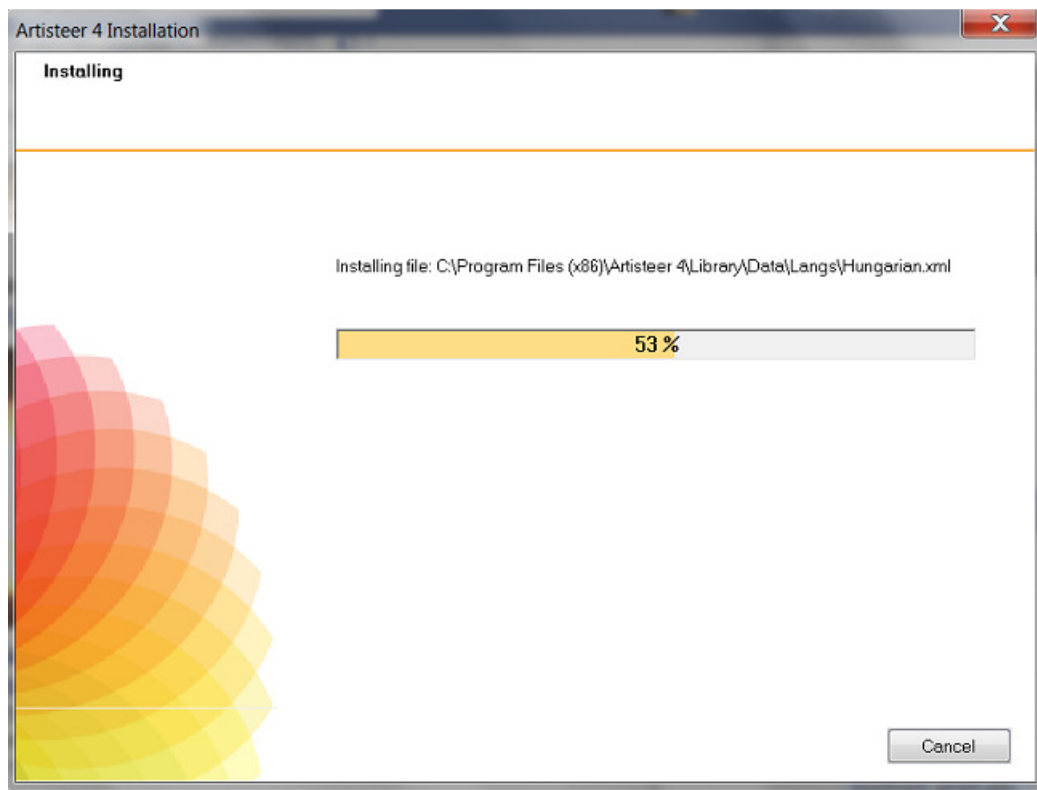 Artisteer 4 Installation
Installing
Installing file: C:\Program Files (x86)\Artisteer 4\Library\Data\Langs\Hungarian.xml
53 %
Cancel